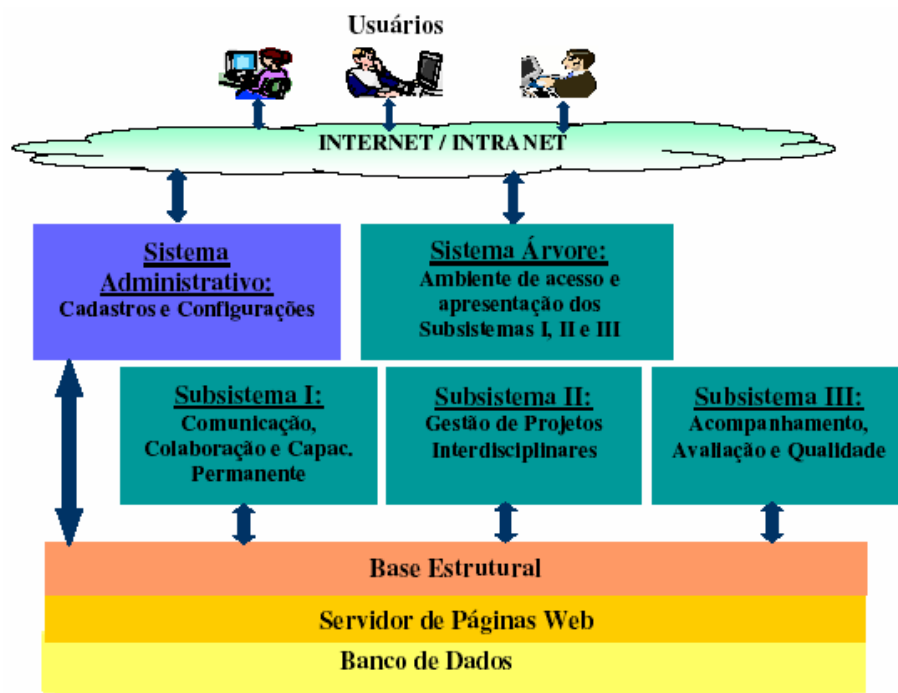 Usuários
INTERNET / INTRANET
Sistema
Administrativo:
Cadastros e Configurações
Sistema Árvore:
Ambiente de acesso e
apresentação dos
Subsistemas I, II e III
Subsistema I:
Comunicação,
Colaboração e Capac.
Permanente
Subsistema II:
Gestão de Projetos
Interdisciplinares
Subsistema III:
Acompanhamento,
Avaliação e Qualidade
Base Estrutural
Servidor de Páginas Web
Banco de Dados